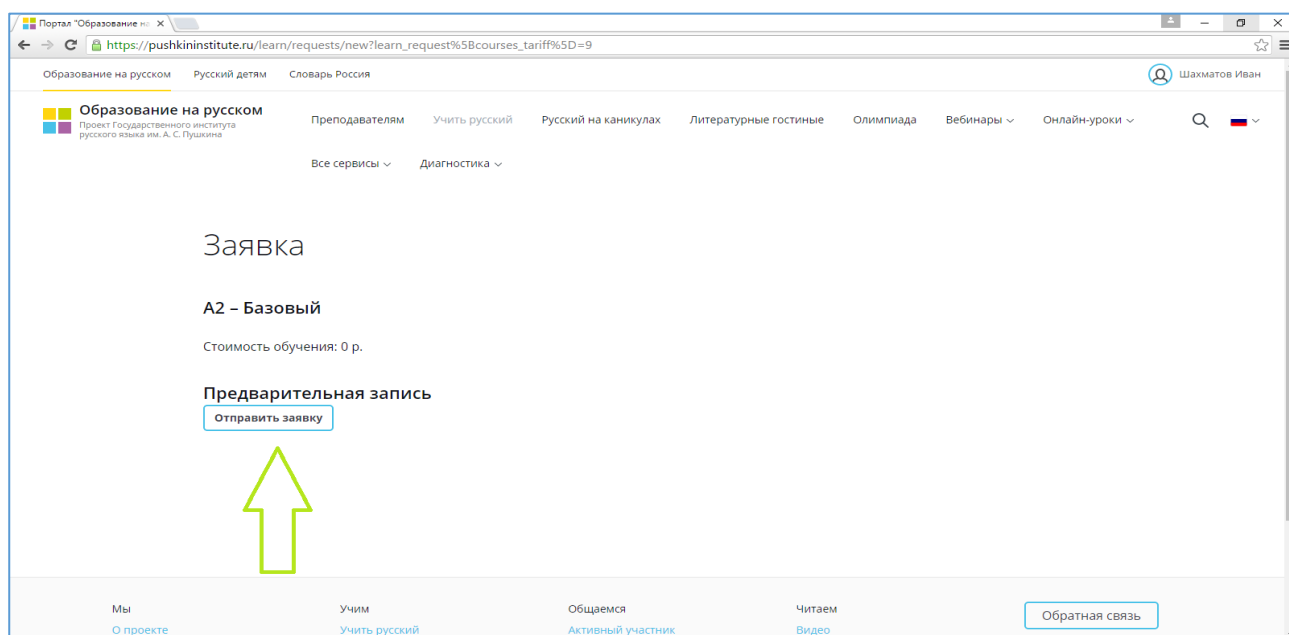 Портал "Образование на
https://pushkininstitute.ru/learn/requests/new?learn_request%5Bcourses_tariff%5D=9
Образование на русском Русский детям Словарь Россия Шахматов Иван
Образование на русском
Проект Государственного института
русского языка им. А. С. Пушкина
Преподавателям Учить русский Русский на каникулах Литературные гостиные Олимпиада Вебинары Онлайн-уроки
Все сервисы Диагностика
Заявка
А2 – Базовый
Стоимость обучения: 0 р.
Предварительная запись
Отправить заявку
Мы Учим Общаемся Читаем
Обратная связь
О проекте Учить русский Активный участник Видео